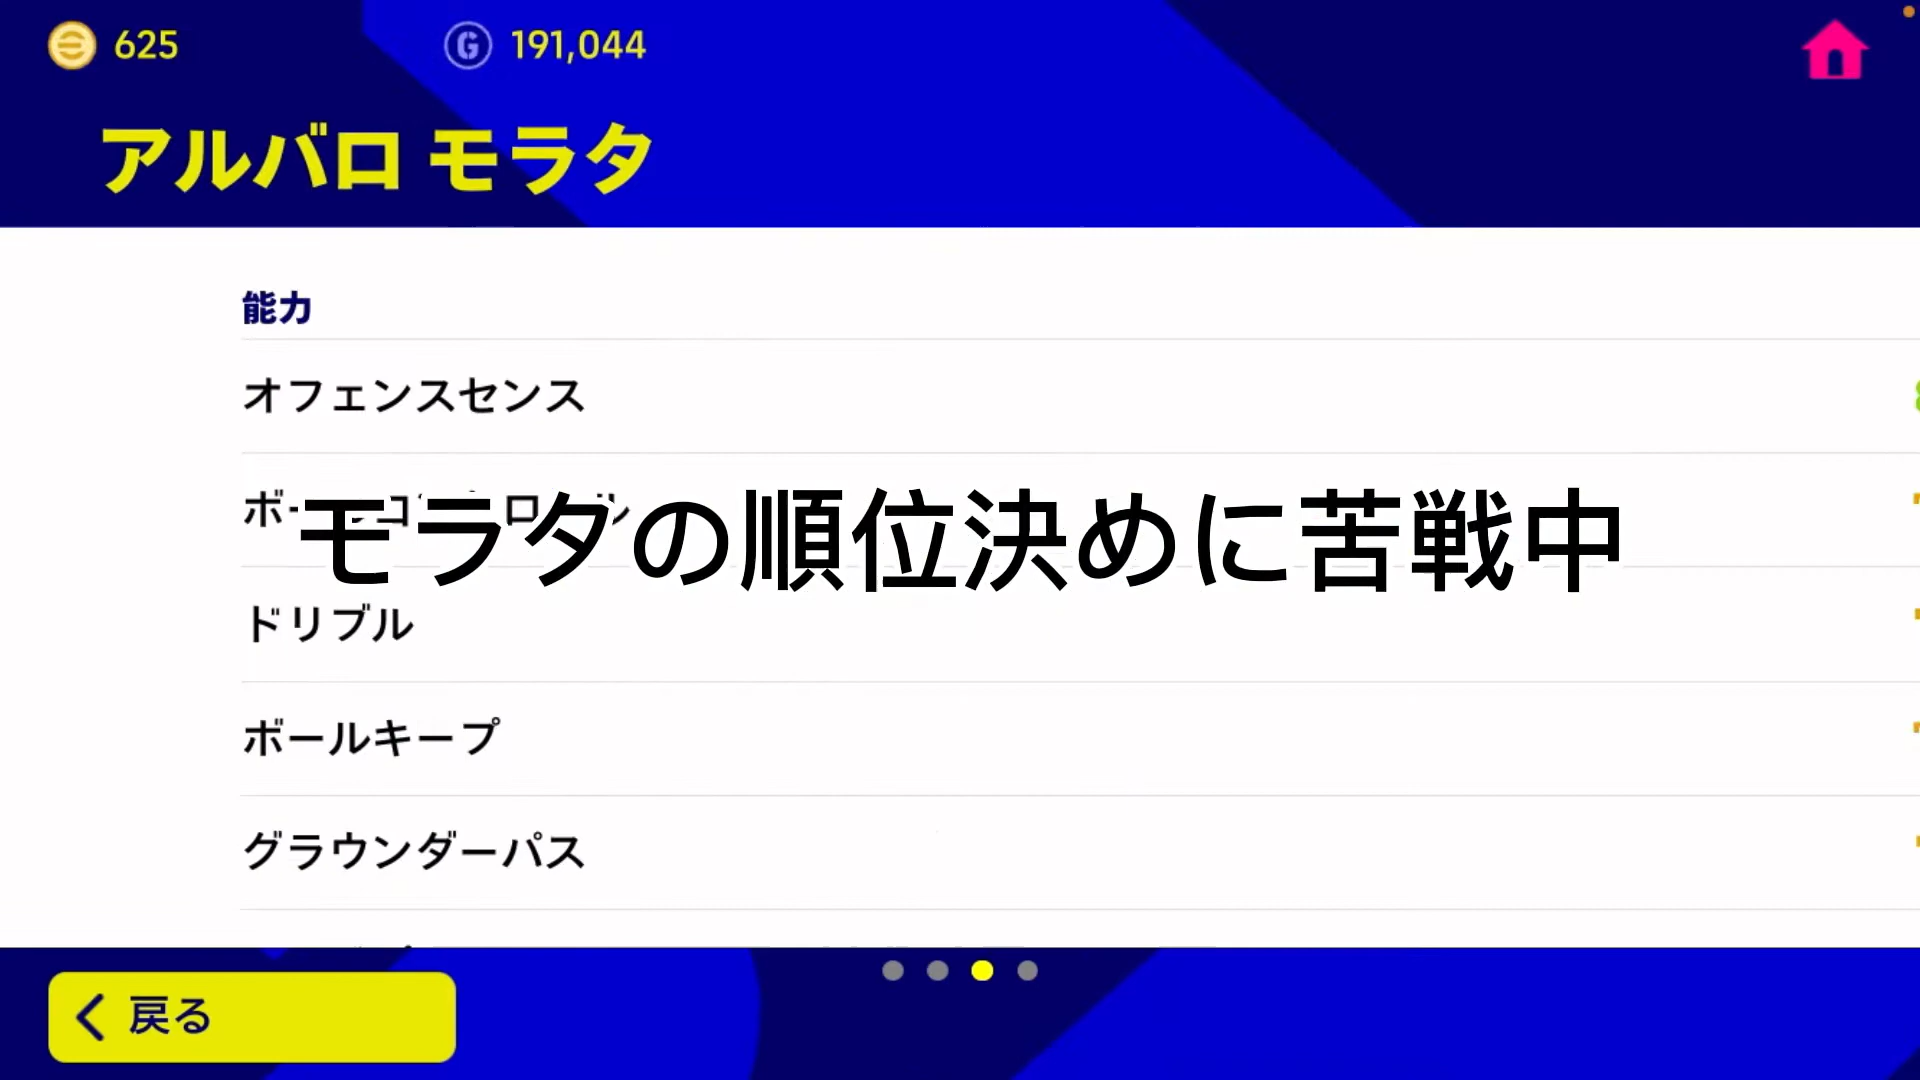 625
191,044
アルバロ モラタ
能力
オフェンスセンス
モラタの順位決めに苦戦中
ドリブル
ボールキープ
グラウンダーパス
戻る